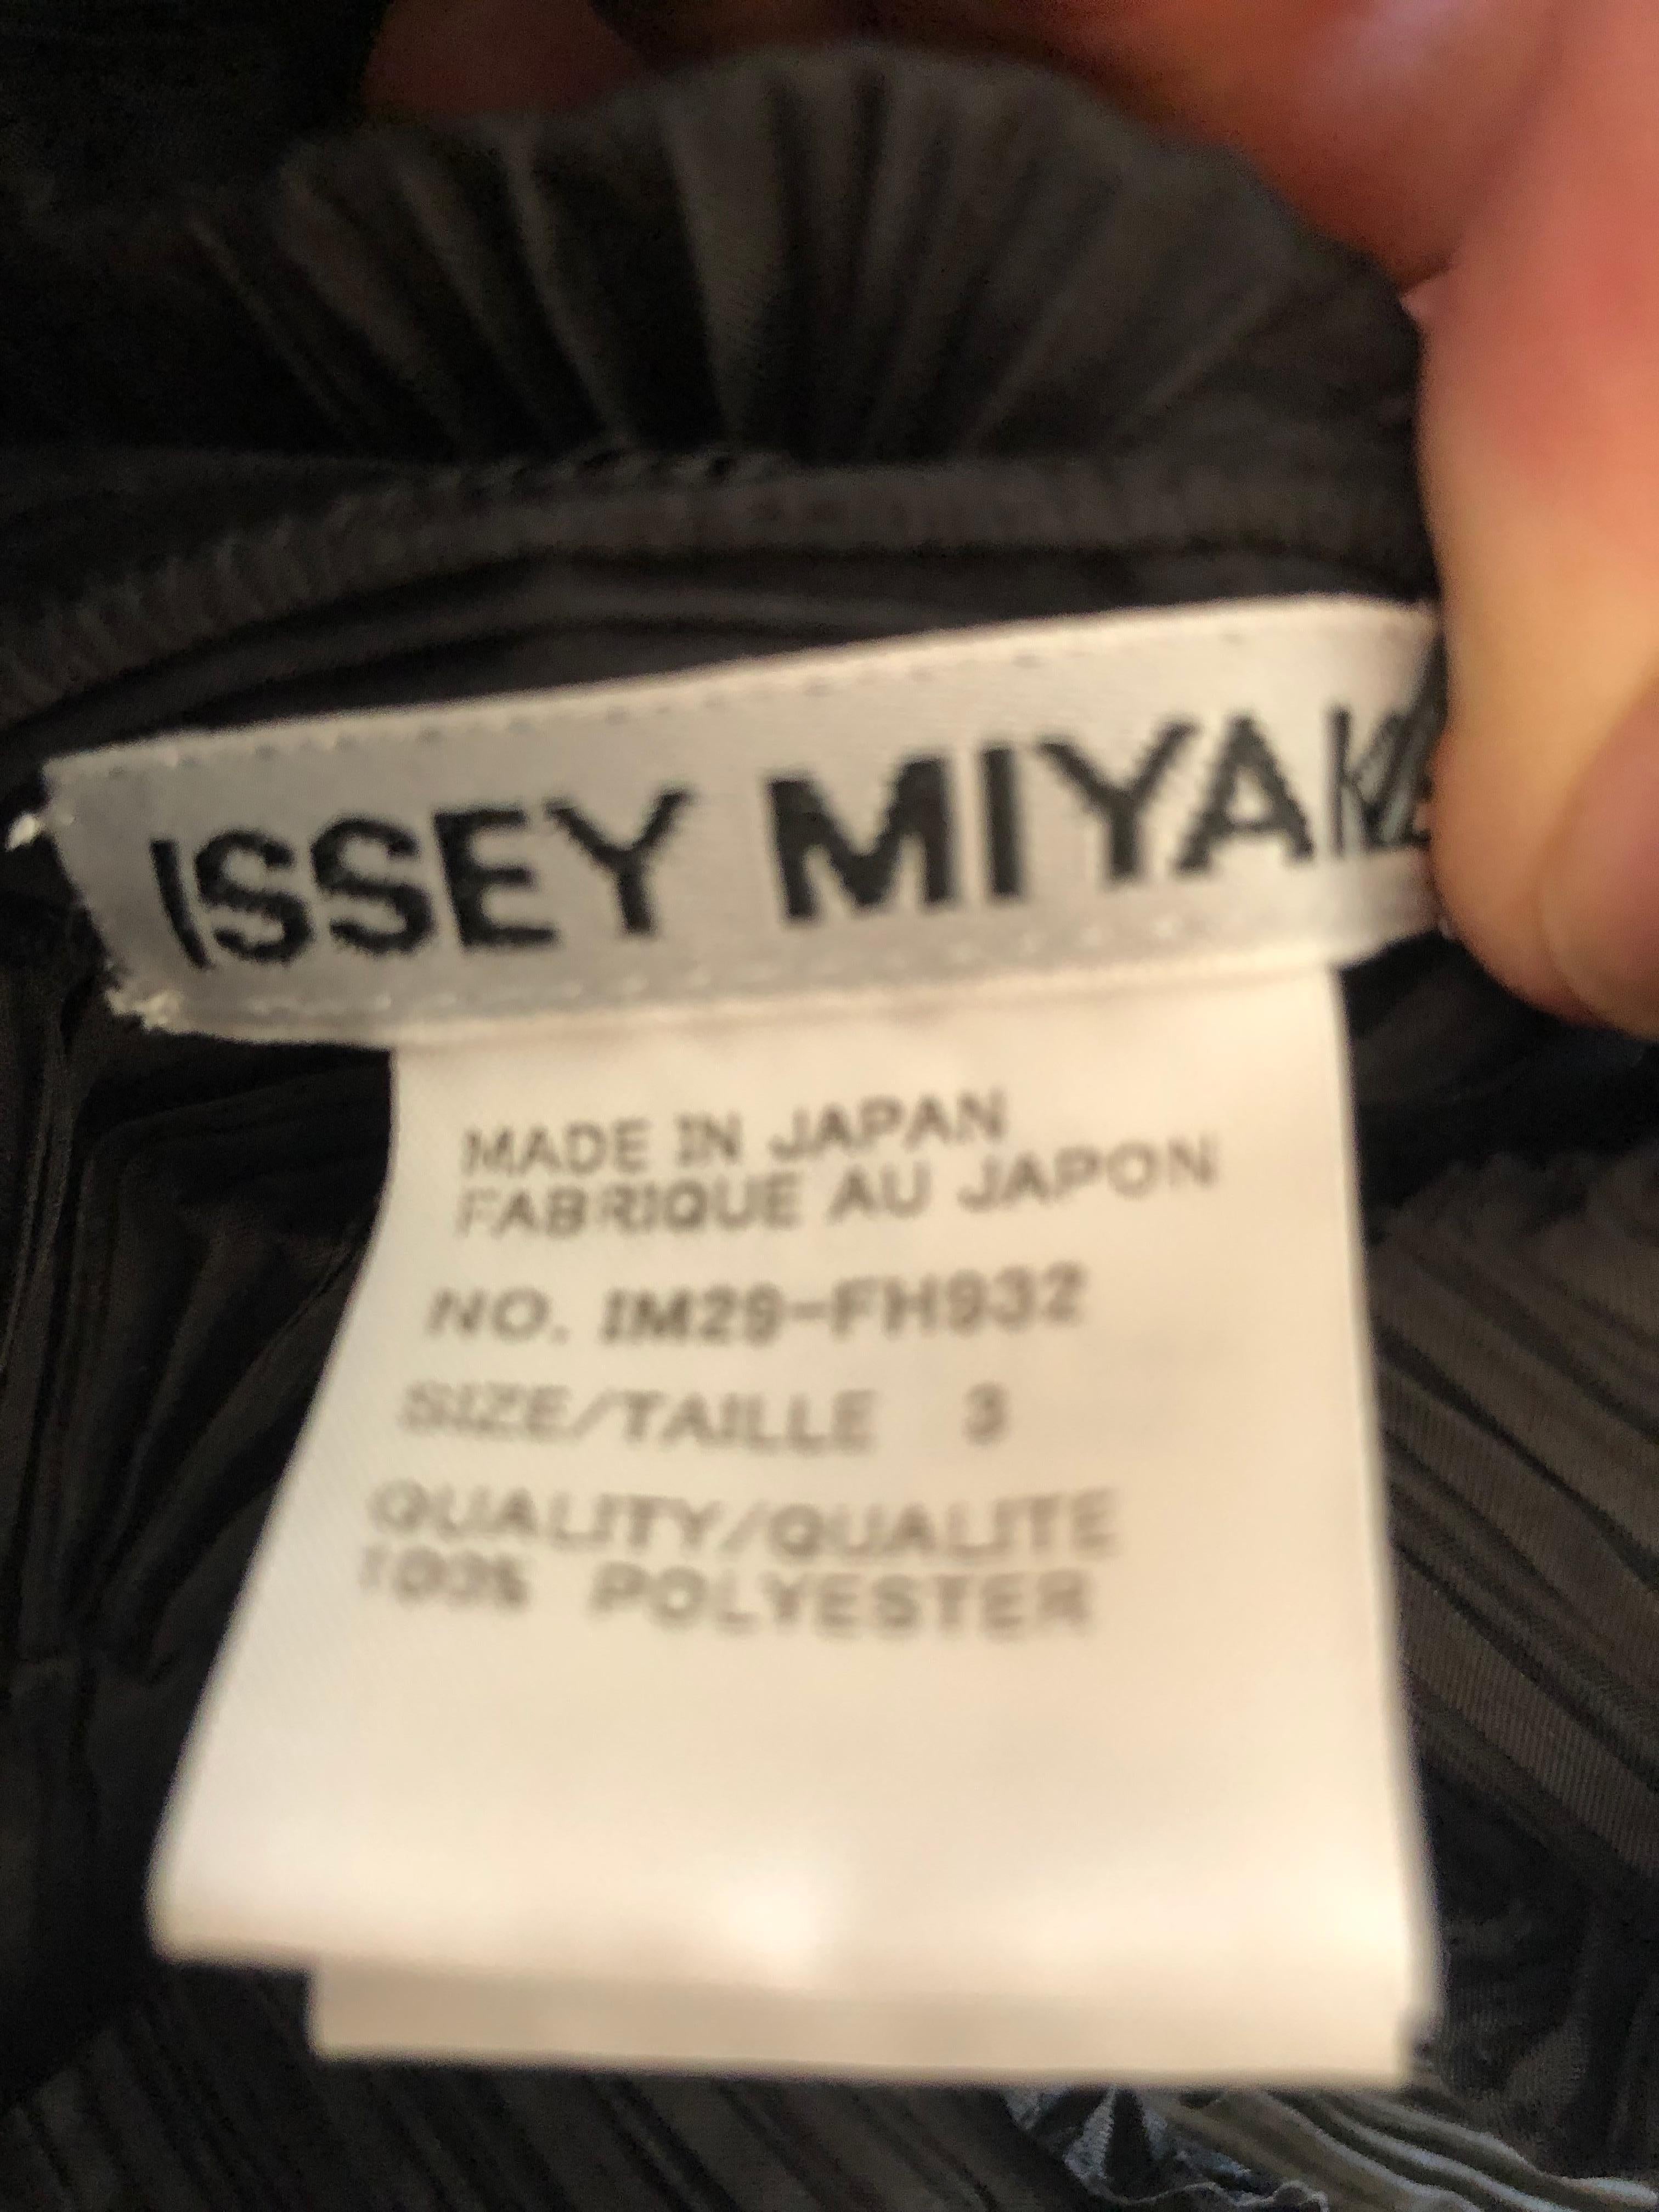 ISSEY MIYAKE
MADE IN JAPAN
FABRIQUE AU JAPON
NO. IM29-FH932
SIZE/TAILLE 3
QUALITY/QUALITE
100% POLYESTER